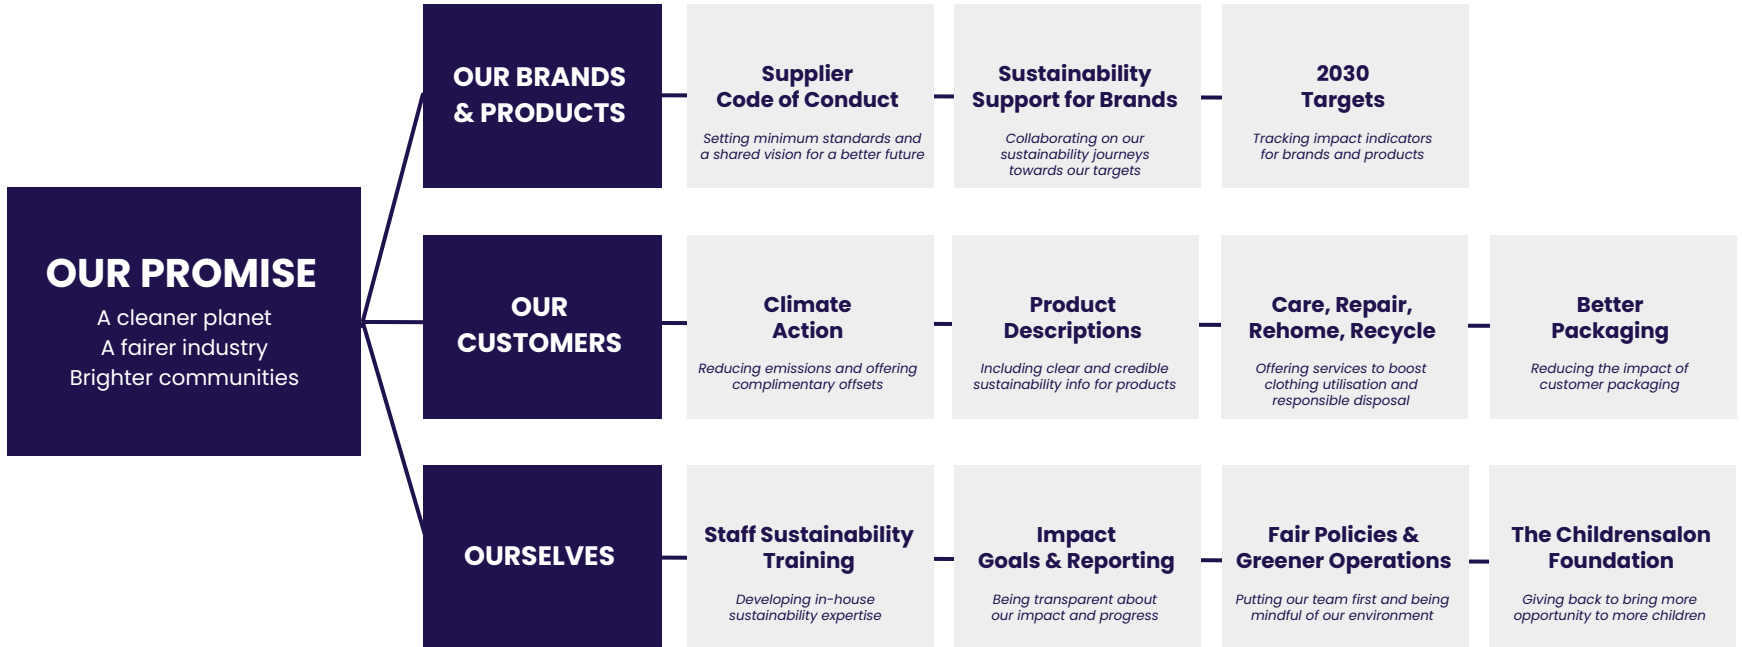 OUR PROMISE
A cleaner planet
A fairer industry
Brighter communities
OUR BRANDS
& PRODUCTS
Supplier
Code of Conduct
Setting minimum standards and
a shared vision for a better future
Sustainability
Support for Brands
Collaborating on our
sustainability journeys
towards our targets
2030
Targets
Tracking impact indicators
for brands and products
OUR
CUSTOMERS
Climate
Action
Reducing emissions and offering
complimentary offsets
Product
Descriptions
Including clear and credible
sustainability info for products
Care, Repair,
Rehome, Recycle
Offering services to boost
clothing utilisation and
responsible disposal
Better
Packaging
Reducing the impact of
customer packaging
OURSELVES
Staff Sustainability
Training
Developing in-house
sustainability expertise
Impact
Goals & Reporting
Being transparent about
our impact and progress
Fair Policies &
Greener Operations
Putting our team first and being
mindful of our environment
The Childrensalon
Foundation
Giving back to bring more
opportunity to more children